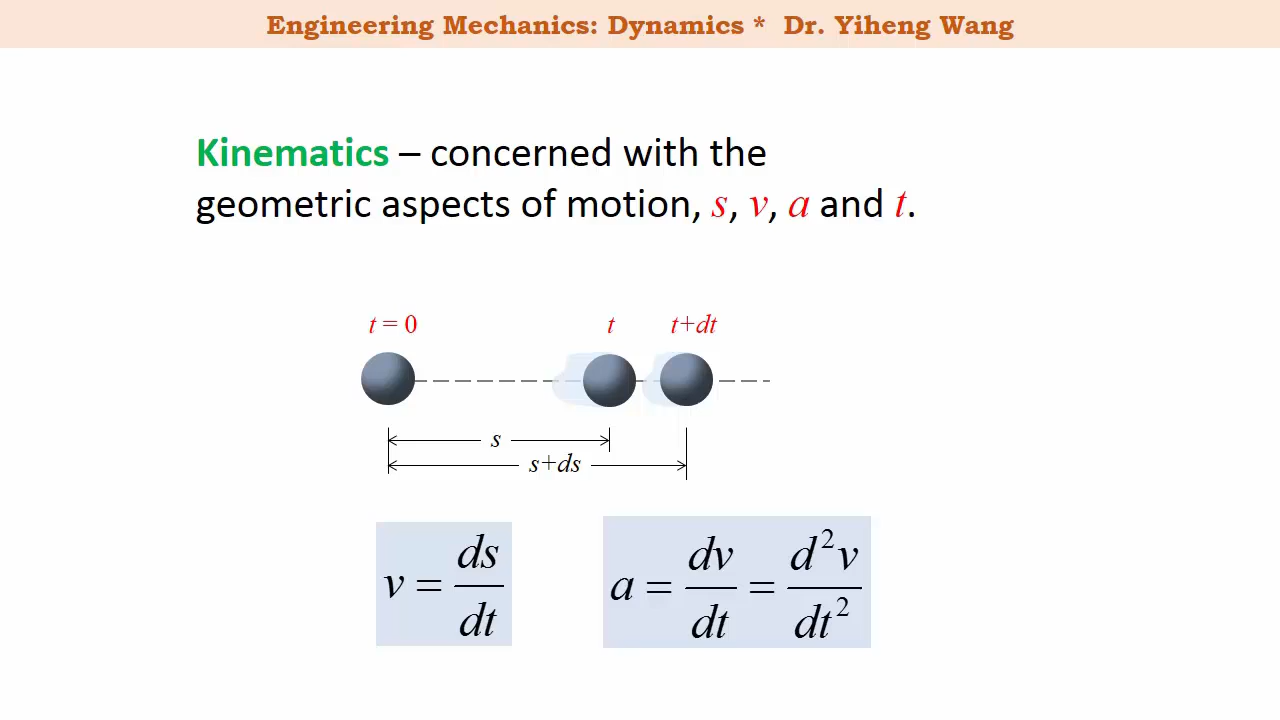 Engineering Mechanics: Dynamics * Dr. Yiheng Wang
Kinematics – concerned with the
geometric aspects of motion, s, v, a and t.
t = 0 t t+dt
s
s+ds
v = ds/dt
a = dv/dt = d²v/dt²